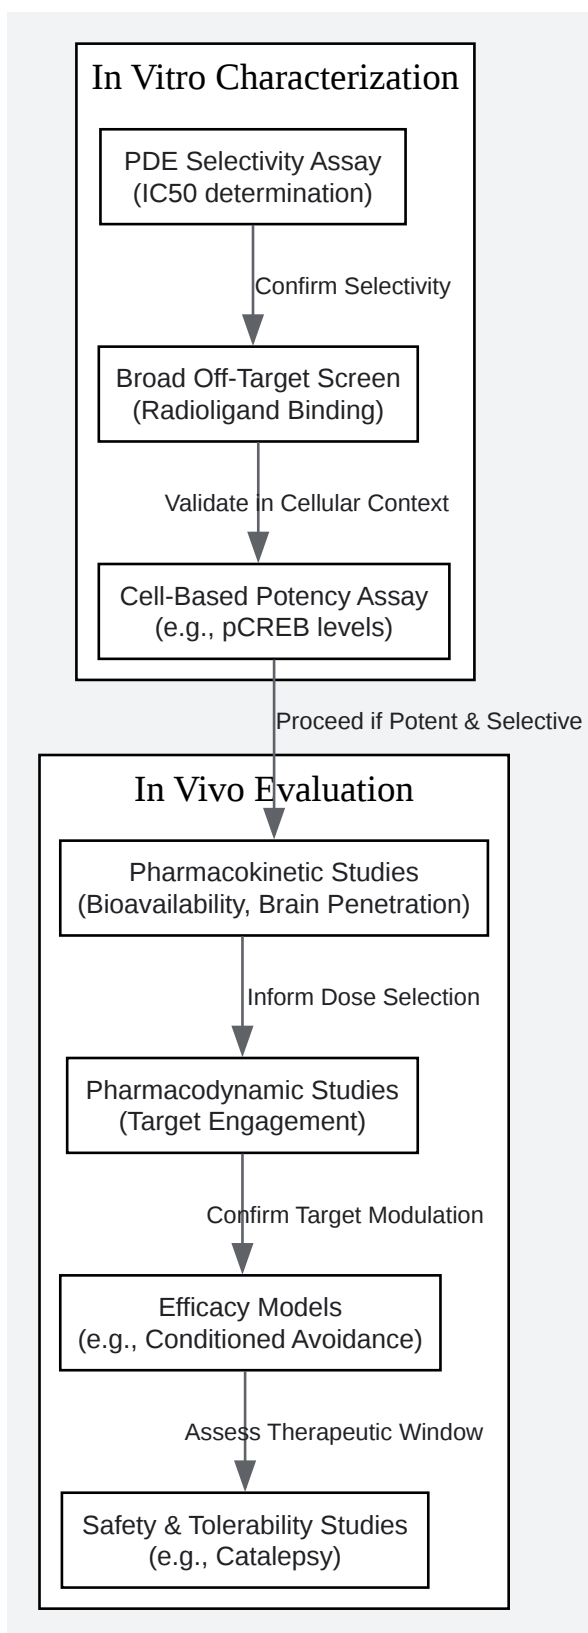 In Vitro Characterization
PDE Selectivity Assay
(IC50 determination)
Confirm Selectivity
Broad Off-Target Screen
(Radioligand Binding)
Validate in Cellular Context
Cell-Based Potency Assay
(e.g., pCREB levels)
Proceed if Potent & Selective
In Vivo Evaluation
Pharmacokinetic Studies
(Bioavailability, Brain Penetration)
Inform Dose Selection
Pharmacodynamic Studies
(Target Engagement)
Confirm Target Modulation
Efficacy Models
(e.g., Conditioned Avoidance)
Assess Therapeutic Window
Safety & Tolerability Studies
(e.g., Catalepsy)